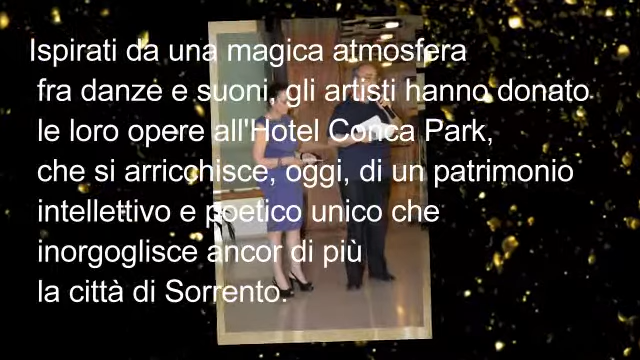 Ispirati da una magica atmosfera
fra danze e suoni, gli artisti hanno donato
le loro opere all'Hotel Conca Park,
che si arricchisce, oggi, di un patrimonio
intellettivo e poetico unico che
inorgoglisce ancor di più
la città di Sorrento.